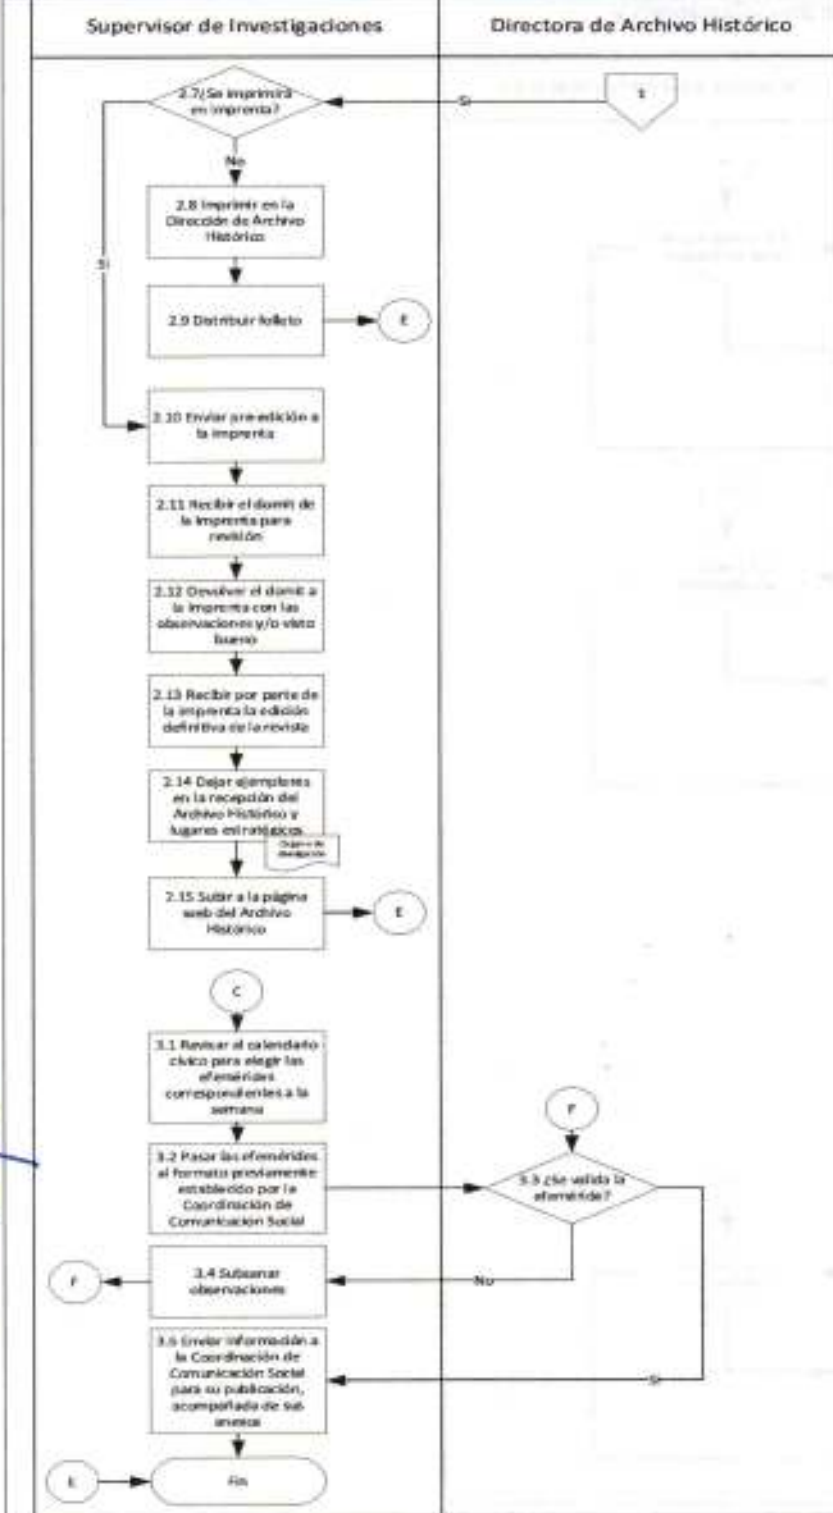 Supervisor de Investigaciones
Directora de Archivo Histórico
2.7¿Se imprimirá
en imprenta?
Si
1
No
Si
2.8 Imprimir en la
Dirección de Archivo
Histórico
2.9 Distribuir folleto
E
2.10 Enviar pre-edición a
la imprenta
2.11 Recibir el domit de
la Imprenta para
revisión
2.12 Devolver el domit a
la Imprenta con las
observaciones y/o visto
bueno
2.13 Recibir por parte de
la imprenta la edición
definitiva de la revista
2.14 Dejar ejemplares
en la recepción del
Archivo Histórico y
lugares estratégicos
2.15 Subir a la página
web del Archivo
Histórico
E
C
3.1 Revisar el calendario
cívico para elegir las
efemérides
correspondientes a la
semana
F
3.2 Pasar las efemérides
al formato previamente
establecido por la
Coordinación de
Comunicación Social
3.3 ¿Se valida la
efeméride?
F
3.4 Subsanar
observaciones
No
3.5 Enviar información a
la Coordinación de
Comunicación Social
para su publicación,
acompañada de sus
anexos
Si
E
Fin